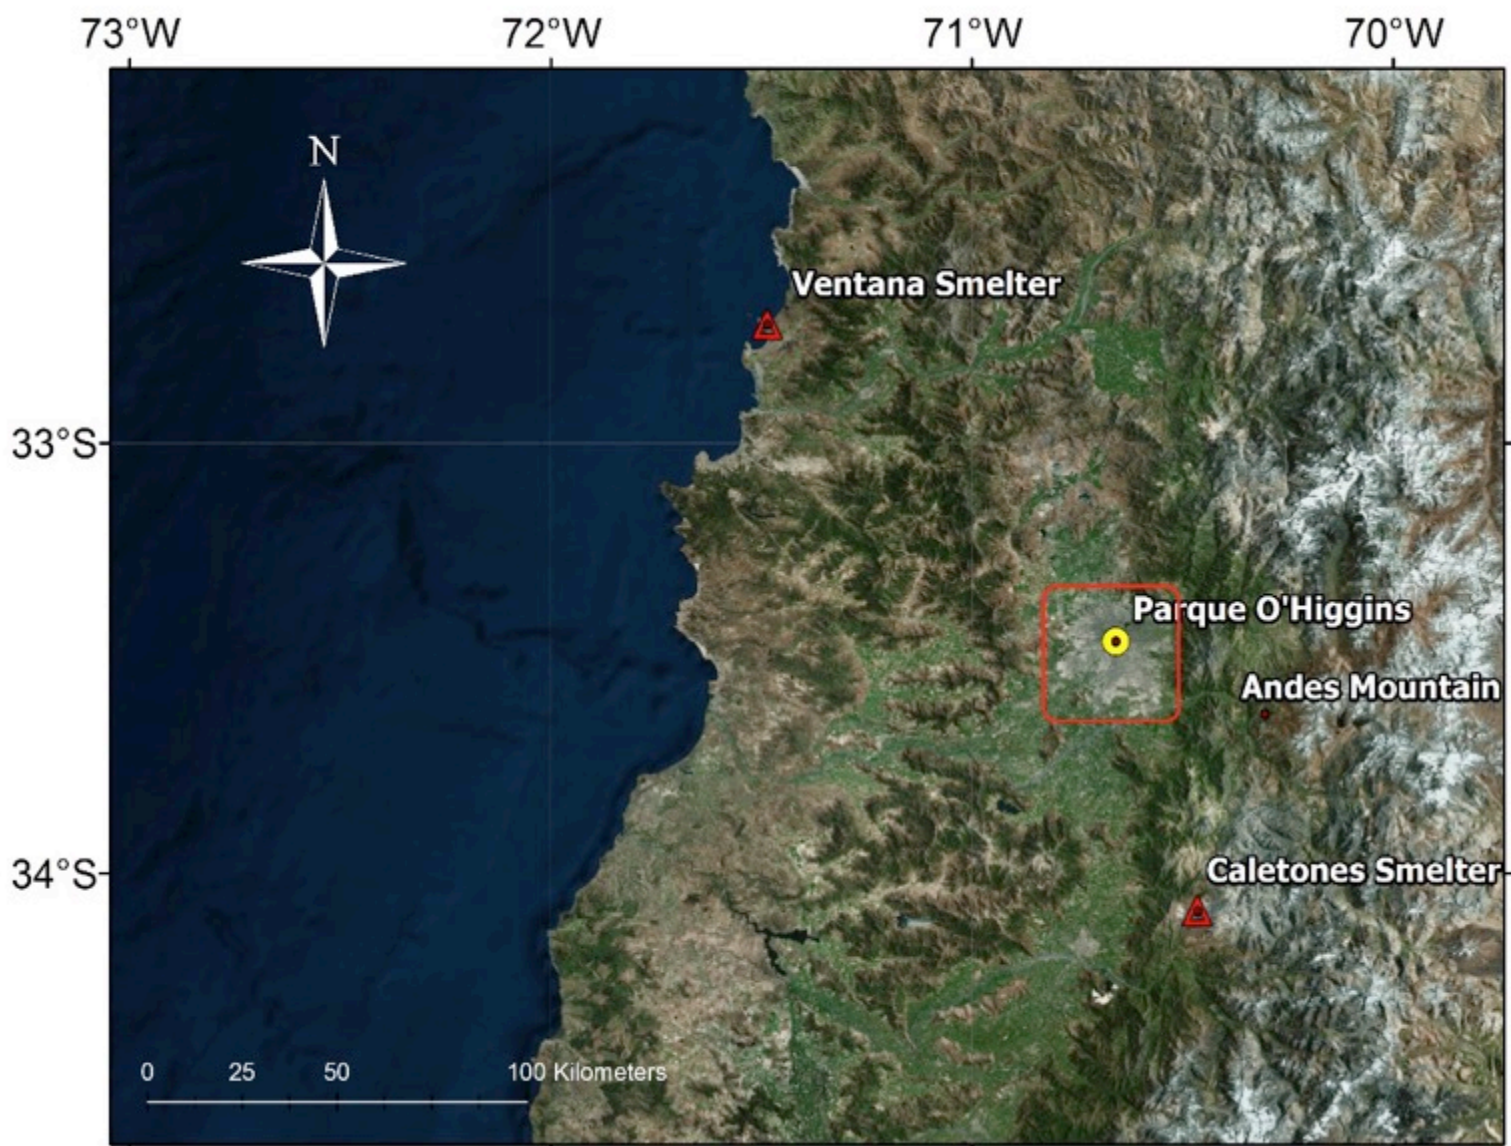 73°W 72°W 71°W 70°W
N
Ventana Smelter
33°S
Parque O'Higgins
Andes Mountain
34°S
Caletones Smelter
0 25 50 100 Kilometers